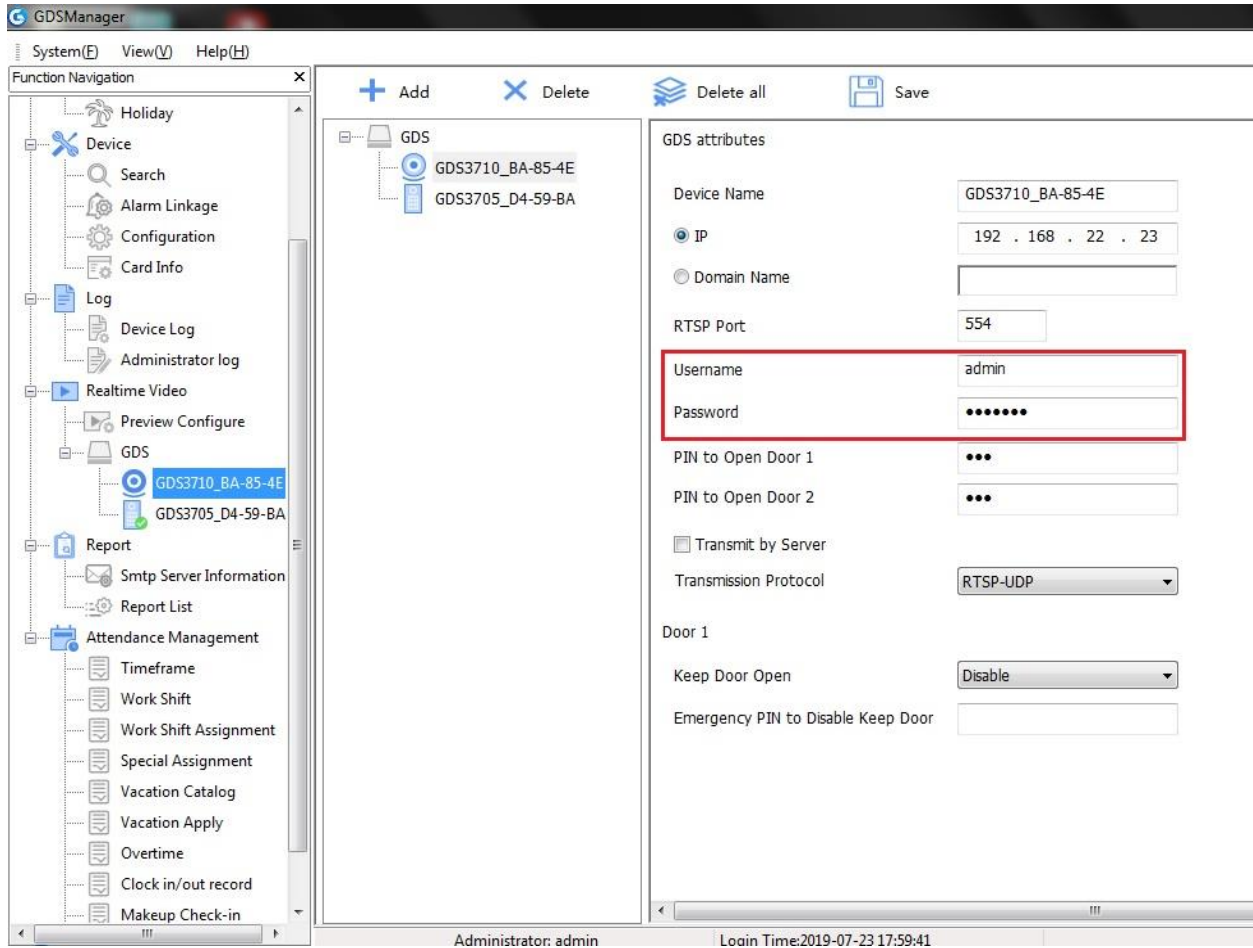 GDSManager
System(F) View(V) Help(H)
Function Navigation
Holiday
Device
Search
Alarm Linkage
Configuration
Card Info
Log
Device Log
Administrator log
Realtime Video
Preview Configure
GDS
GDS3710_BA-85-4E
GDS3705_D4-59-BA
Report
Smtp Server Information
Report List
Attendance Management
Timeframe
Work Shift
Work Shift Assignment
Special Assignment
Vacation Catalog
Vacation Apply
Overtime
Clock in/out record
Makeup Check-in
Add Delete Delete all Save
GDS
GDS3710_BA-85-4E
GDS3705_D4-59-BA
GDS attributes
Device Name GDS3710_BA-85-4E
IP 192 . 168 . 22 . 23
Domain Name
RTSP Port 554
Username admin
Password •••••••
PIN to Open Door 1 •••
PIN to Open Door 2 •••
Transmit by Server
Transmission Protocol RTSP-UDP
Door 1
Keep Door Open Disable
Emergency PIN to Disable Keep Door
Administrator: admin Login Time:2019-07-23 17:59:41